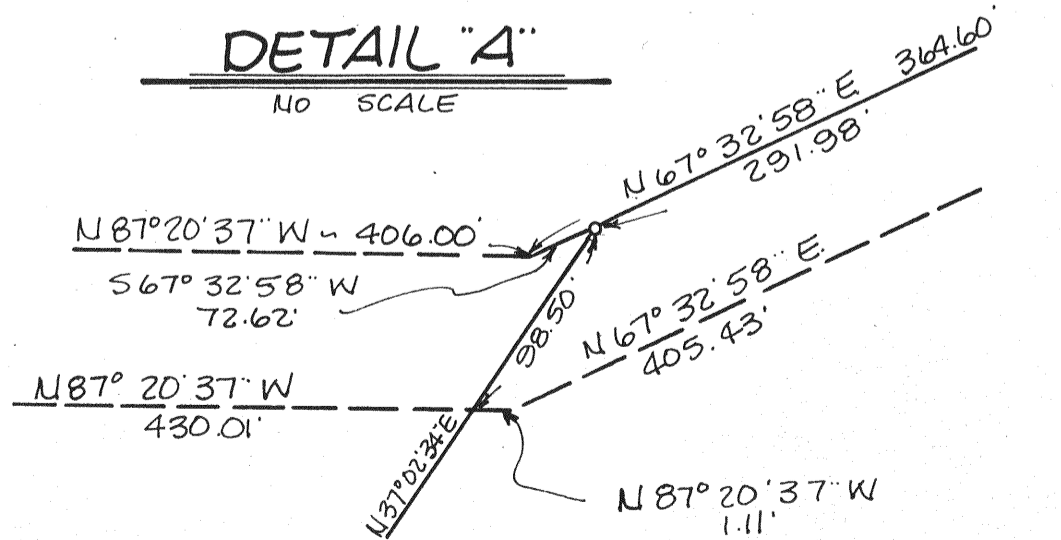 DETAIL "A"
NO SCALE
N 67° 32' 58" E 364.60'
291.98'
N 87° 20' 37" W ~ 406.00'
S 67° 32' 58" W
72.62'
98.50'
N 67° 32' 58" E.
405.43'
N 87° 20' 37" W
430.01'
N 37° 02' 34" E
N 87° 20' 37" W
1.11'